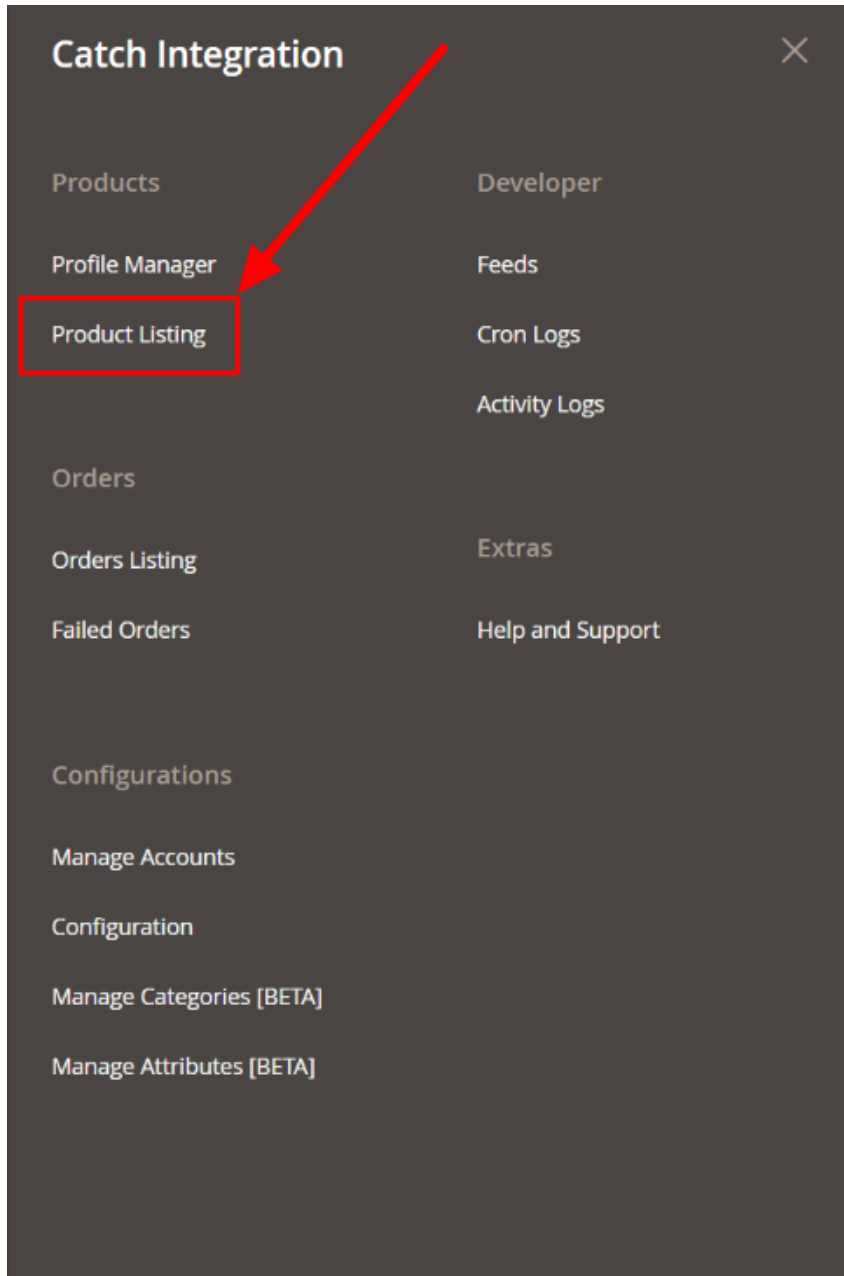 Catch Integration
Products
Profile Manager
Product Listing
Orders
Orders Listing
Failed Orders
Configurations
Manage Accounts
Configuration
Manage Categories [BETA]
Manage Attributes [BETA]
Developer
Feeds
Cron Logs
Activity Logs
Extras
Help and Support